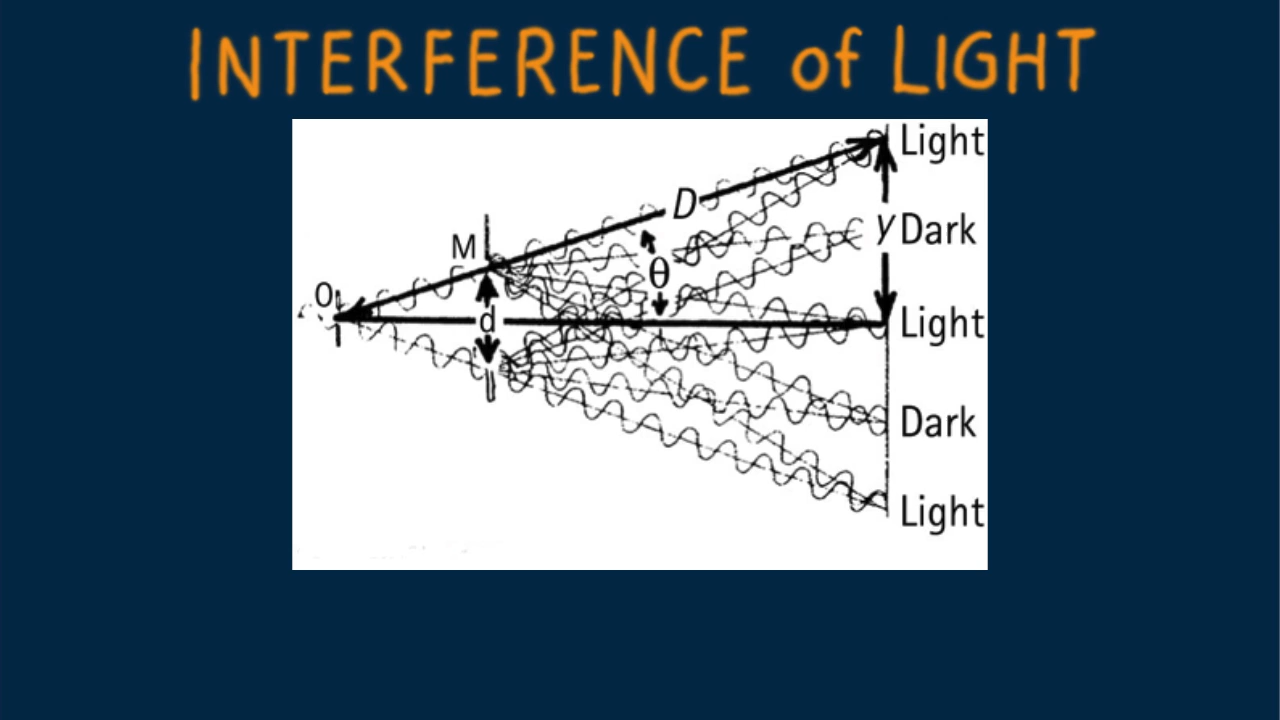 INTERFERENCE of LIGHT
Light
D
y Dark
M
θ
O
d
Light
Dark
Light